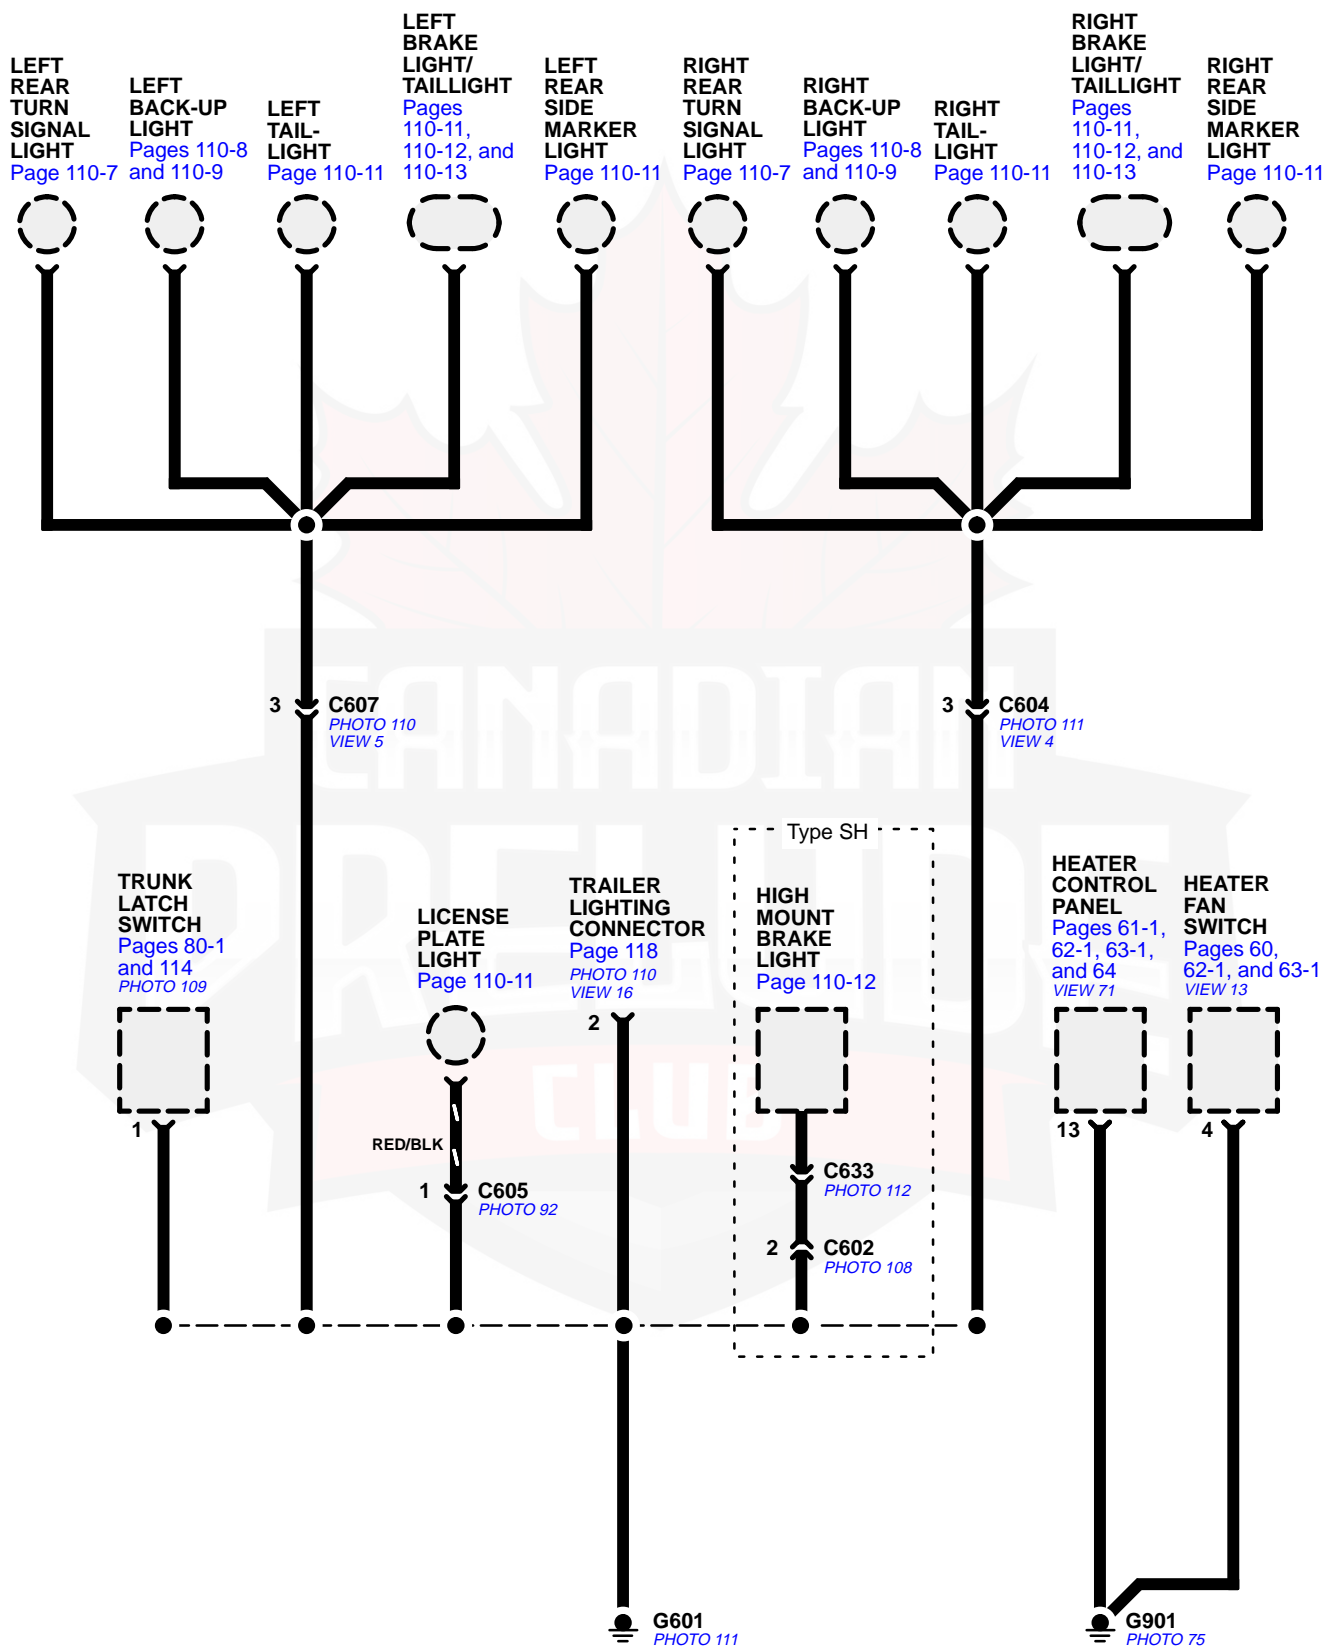 LEFT
REAR
TURN
SIGNAL
LIGHT
Page 110-7
LEFT
BACK-UP
LIGHT
Pages 110-8
and 110-9
LEFT
TAIL-
LIGHT
Page 110-11
LEFT
BRAKE
LIGHT/
TAILLIGHT
Pages
110-11,
110-12, and
110-13
LEFT
REAR
SIDE
MARKER
LIGHT
Page 110-11
RIGHT
REAR
TURN
SIGNAL
LIGHT
Page 110-7
RIGHT
BACK-UP
LIGHT
Pages 110-8
and 110-9
RIGHT
TAIL-
LIGHT
Page 110-11
RIGHT
BRAKE
LIGHT/
TAILLIGHT
Pages
110-11,
110-12, and
110-13
RIGHT
REAR
SIDE
MARKER
LIGHT
Page 110-11
3 C607
PHOTO 110
VIEW 5
3 C604
PHOTO 111
VIEW 4
CANADIAN
PRELUDE
CLUB
TRUNK
LATCH
SWITCH
Pages 80-1
and 114
PHOTO 109
1
LICENSE
PLATE
LIGHT
Page 110-11
RED/BLK
1 C605
PHOTO 92
TRAILER
LIGHTING
CONNECTOR
Page 118
PHOTO 110
VIEW 16
2
Type SH
HIGH
MOUNT
BRAKE
LIGHT
Page 110-12
C633
PHOTO 112
2 C602
PHOTO 108
HEATER
CONTROL
PANEL
Pages 61-1,
62-1, 63-1,
and 64
VIEW 71
13
HEATER
FAN
SWITCH
Pages 60,
62-1, and 63-1
VIEW 13
4
G601
PHOTO 111
G901
PHOTO 75